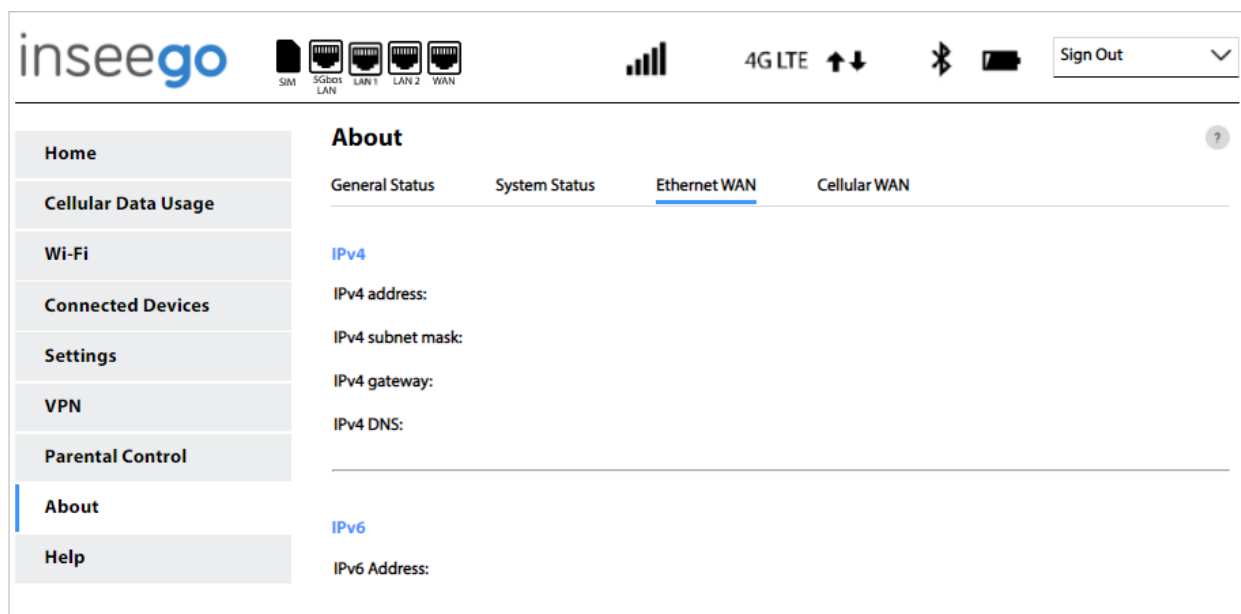 inseego
SIM
5Gbos LAN
LAN 1
LAN 2
WAN
4G LTE
Sign Out
Home
Cellular Data Usage
Wi-Fi
Connected Devices
Settings
VPN
Parental Control
About
Help
About
?
General Status
System Status
Ethernet WAN
Cellular WAN
IPv4
IPv4 address:
IPv4 subnet mask:
IPv4 gateway:
IPv4 DNS:
IPv6
IPv6 Address: